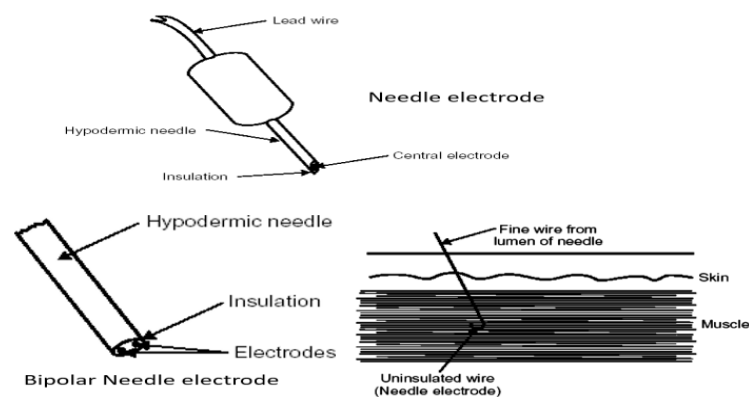 Lead wire
Needle electrode
Hypodermic needle
Central electrode
Insulation
Hypodermic needle
Insulation
Electrodes
Bipolar Needle electrode
Fine wire from
lumen of needle
Skin
Muscle
Uninsulated wire
(Needle electrode)